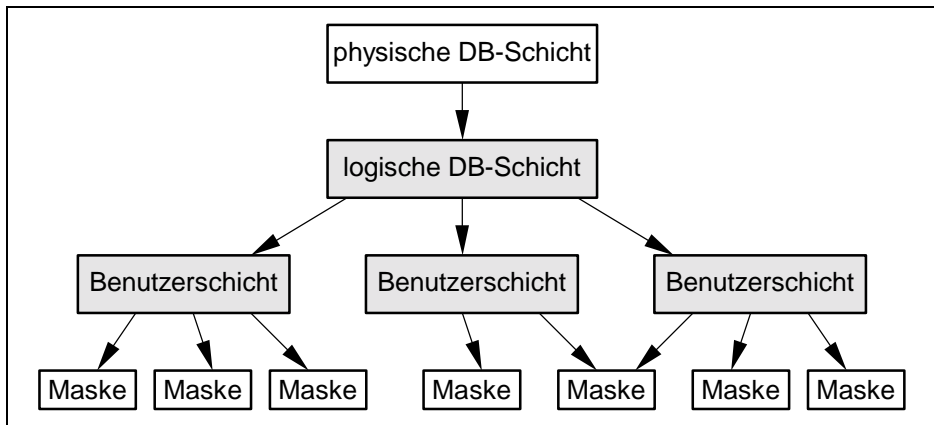 physische DB-Schicht
logische DB-Schicht
Benutzerschicht
Benutzerschicht
Benutzerschicht
Maske
Maske
Maske
Maske
Maske
Maske
Maske